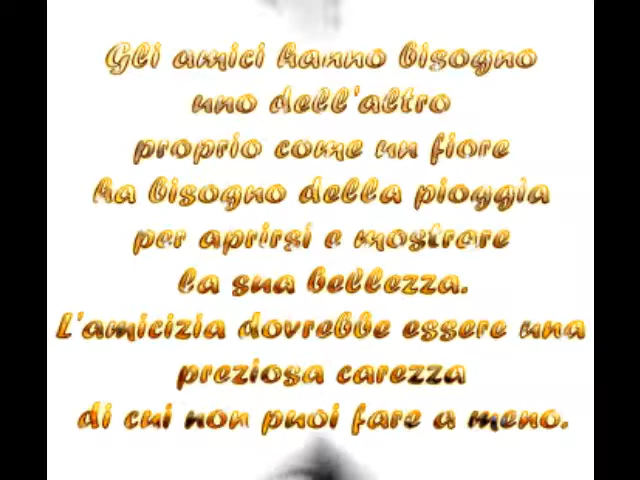 Gli amici hanno bisogno
uno dell'altro
proprio come un fiore
ha bisogno della pioggia
per aprirsi e mostrare
la sua bellezza.
L'amicizia dovrebbe essere una
preziosa carezza
di cui non puoi fare a meno.